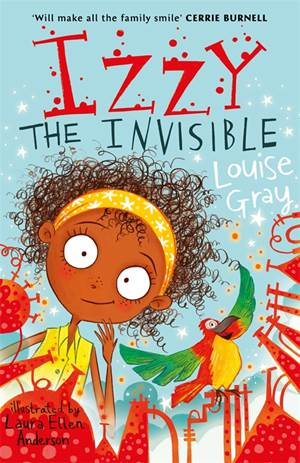 ‘Will make all the family smile’ CERRIE BURNELL
IZZY
THE INVISIBLE
Louise
Gray
illustrated by
Laura Ellen
Anderson